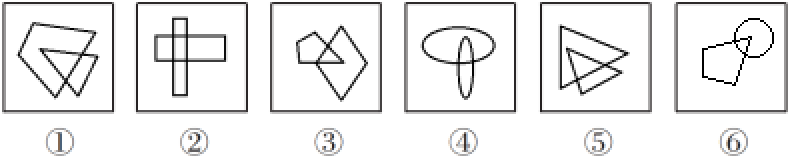 ① ② ③ ④ ⑤ ⑥